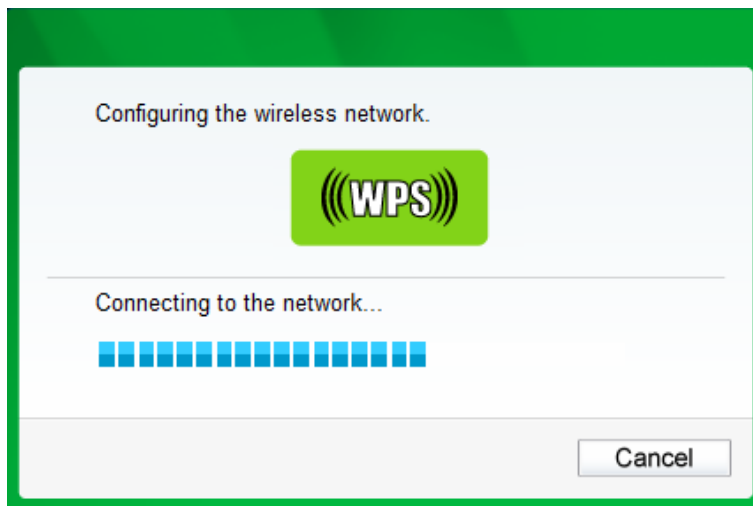 Configuring the wireless network.
WPS
Connecting to the network...
Cancel